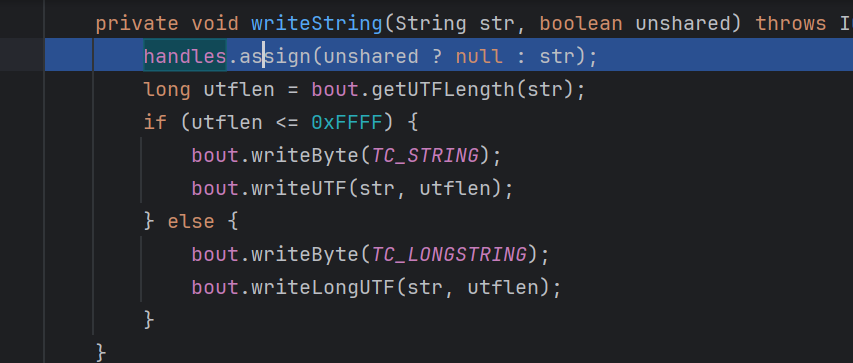 private void writeString(String str, boolean unshared) throws I
handles.assign(unshared ? null : str);
long utflen = bout.getUTFLength(str);
if (utflen <= 0xFFFF) {
bout.writeByte(TC_STRING);
bout.writeUTF(str, utflen);
} else {
bout.writeByte(TC_LONGSTRING);
bout.writeLongUTF(str, utflen);
}
}